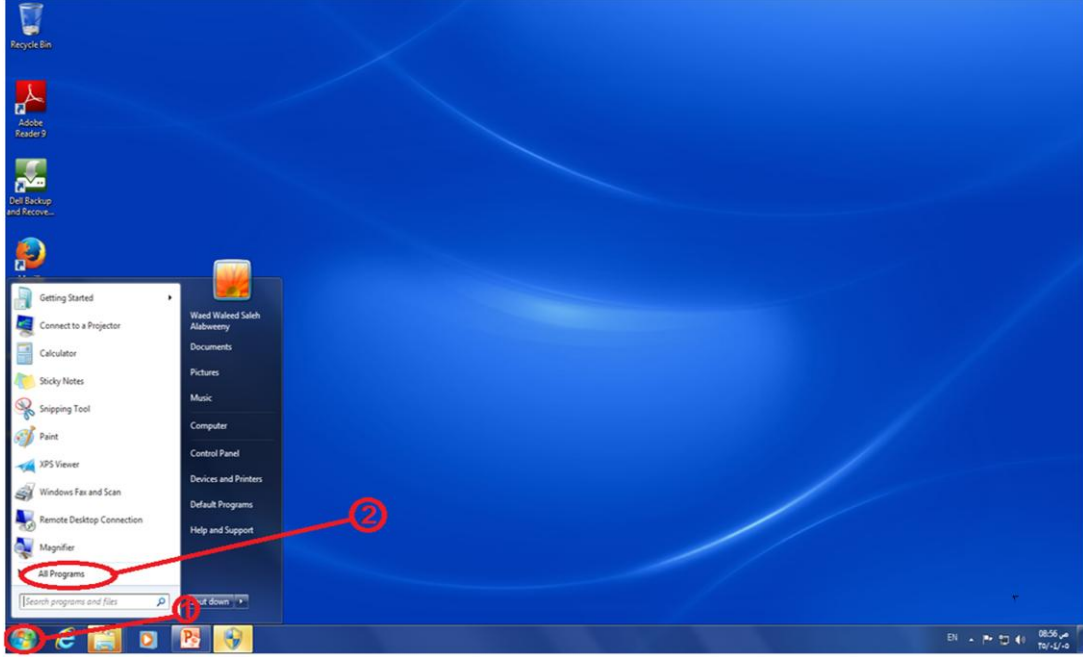 Recycle Bin
Adobe
Reader 9
Dell Backup
and Recove...
Getting Started
Connect to a Projector
Calculator
Sticky Notes
Snipping Tool
Paint
XPS Viewer
Windows Fax and Scan
Remote Desktop Connection
Magnifier
All Programs
Search programs and files
Waed Waleed Saleh
Alabweeny
Documents
Pictures
Music
Computer
Control Panel
Devices and Printers
Default Programs
Help and Support
down
2
1
٣
EN
08:56 ص